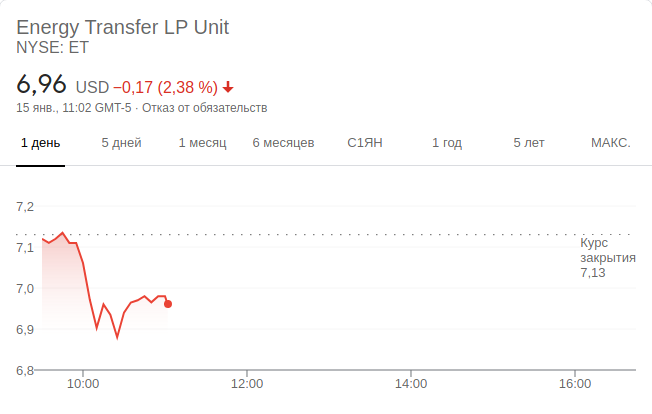 Energy Transfer LP Unit
NYSE: ET
6,96 USD −0,17 (2,38 %)
15 янв., 11:02 GMT-5 · Отказ от обязательств
1 день 5 дней 1 месяц 6 месяцев С1ЯН 1 год 5 лет МАКС.
7,2
7,1
7,0
6,9
6,8
Курс
закрытия
7,13
10:00 12:00 14:00 16:00